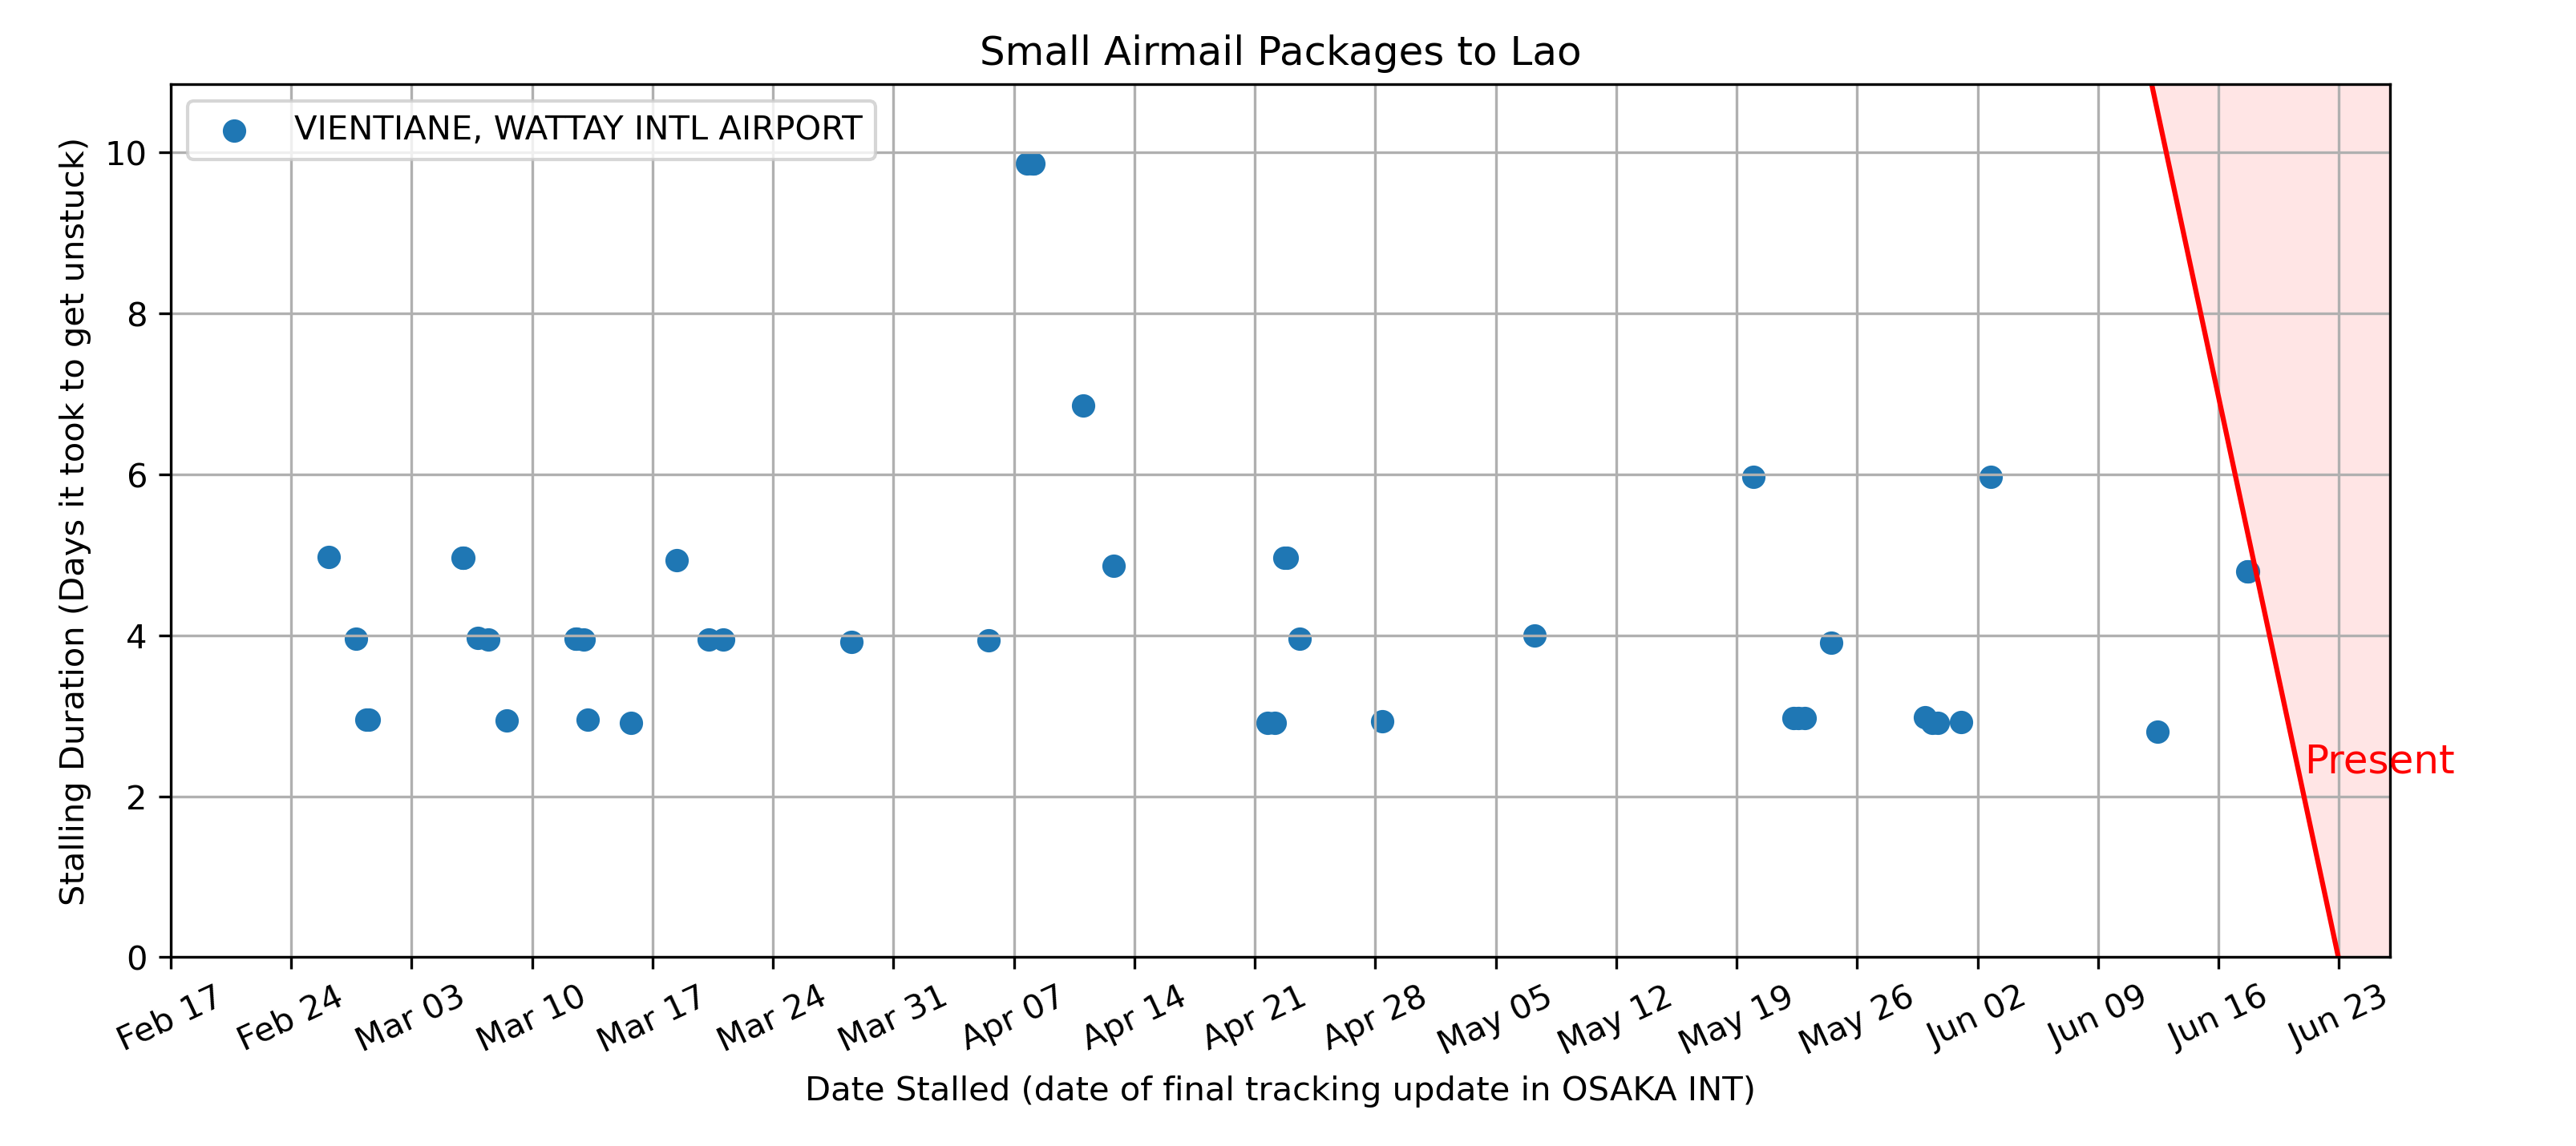 Small Airmail Packages to Lao
VIENTIANE, WATTAY INTL AIRPORT
Stalling Duration (Days it took to get unstuck)
10
8
6
4
2
0
Present
Feb 17
Feb 24
Mar 03
Mar 10
Mar 17
Mar 24
Mar 31
Apr 07
Apr 14
Apr 21
Apr 28
May 05
May 12
May 19
May 26
Jun 02
Jun 09
Jun 16
Jun 23
Date Stalled (date of final tracking update in OSAKA INT)